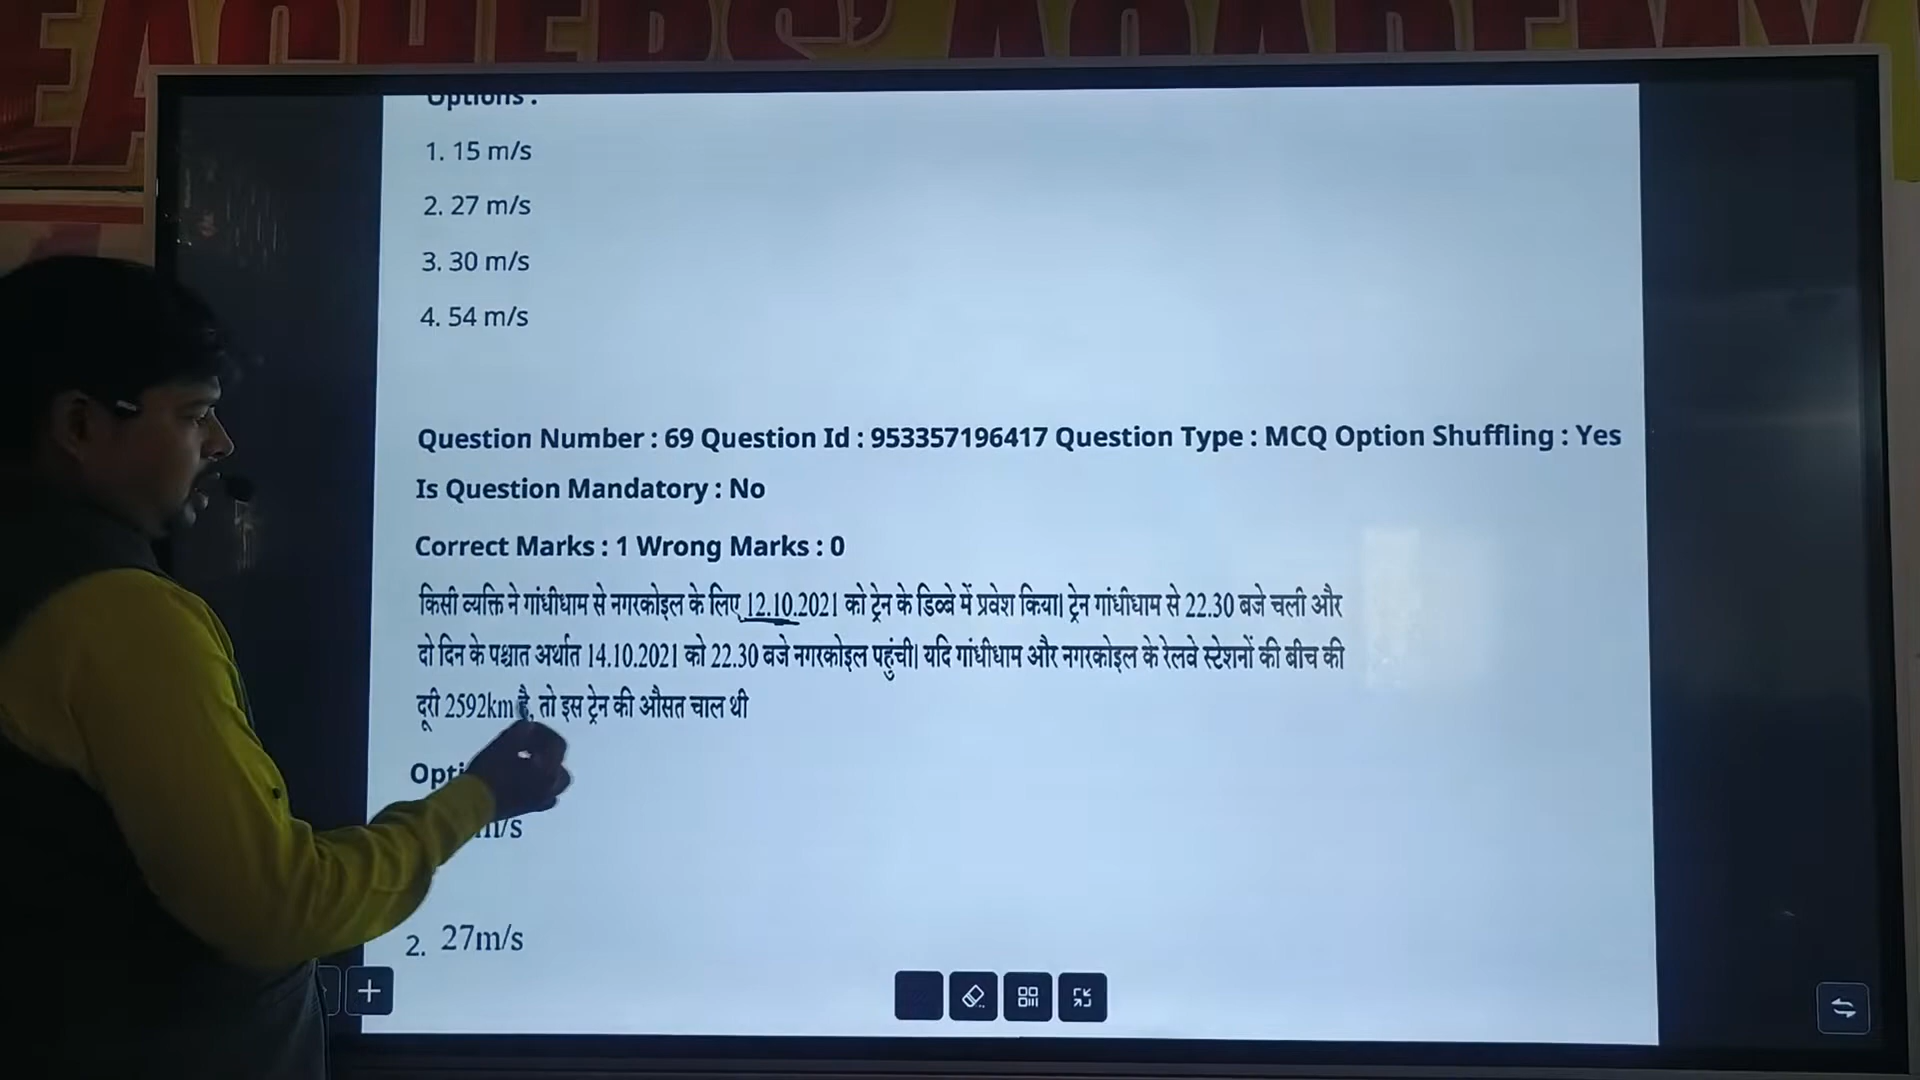 TEACHERS' ACADEMY
Options :
1. 15 m/s
2. 27 m/s
3. 30 m/s
4. 54 m/s
Question Number : 69 Question Id : 953357196417 Question Type : MCQ Option Shuffling : Yes
Is Question Mandatory : No
Correct Marks : 1 Wrong Marks : 0
किसी व्यक्ति ने गांधीधाम से नगरकोइल के लिए 12.10.2021 को ट्रेन के डिब्बे में प्रवेश किया| ट्रेन गांधीधाम से 22.30 बजे चली और
दो दिन के पश्चात अर्थात 14.10.2021 को 22.30 बजे नगरकोइल पहुंची| यदि गांधीधाम और नगरकोइल के रेलवे स्टेशनों की बीच की
दूरी 2592km है, तो इस ट्रेन की औसत चाल थी
m/s
2. 27m/s